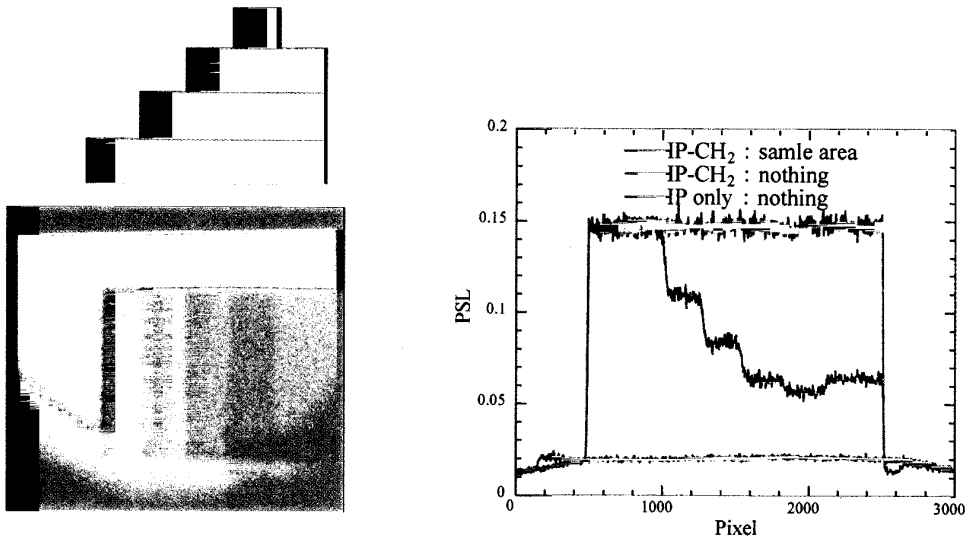 IP-CH₂ : samle area
IP-CH₂ : nothing
IP only : nothing
0.2
0.15
0.1
0.05
0
PSL
0 1000 2000 3000
Pixel